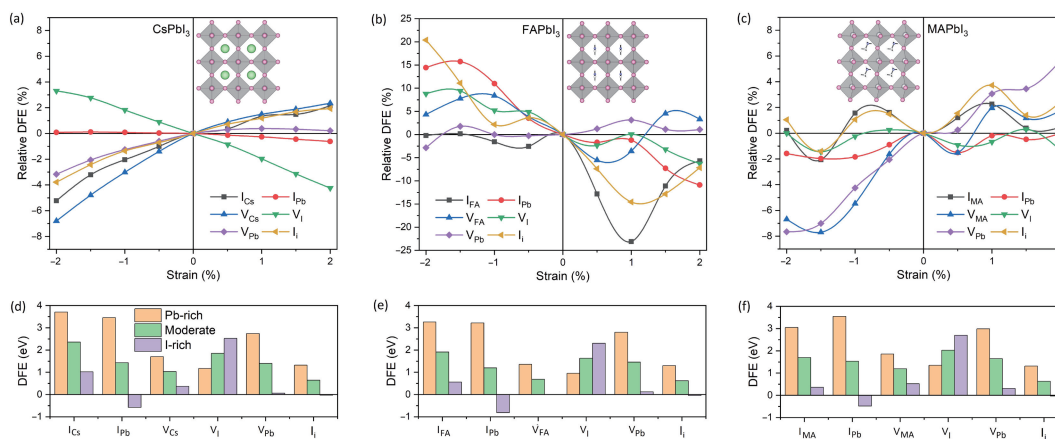 (a)
CsPbI3
Relative DFE (%)
8
6
4
2
0
−2
−4
−6
−8
−2
−1
0
1
2
Strain (%)
ICs
IPb
VCs
VI
VPb
Ii
(b)
FAPbI3
Relative DFE (%)
25
20
15
10
5
0
-5
-10
-15
-20
-25
−2
−1
0
1
2
Strain (%)
IFA
IPb
VFA
VI
VPb
Ii
(c)
MAPbI3
Relative DFE (%)
8
6
4
2
0
−2
−4
−6
−8
−2
−1
0
1
2
Strain (%)
IMA
IPb
VMA
VI
VPb
Ii
(d)
DFE (eV)
4
3
2
1
0
−1
Pb-rich
Moderate
I-rich
ICs
IPb
VCs
VI
VPb
Ii
(e)
DFE (eV)
4
3
2
1
0
−1
IFA
IPb
VFA
VI
VPb
Ii
(f)
DFE (eV)
4
3
2
1
0
−1
IMA
IPb
VMA
VI
VPb
Ii